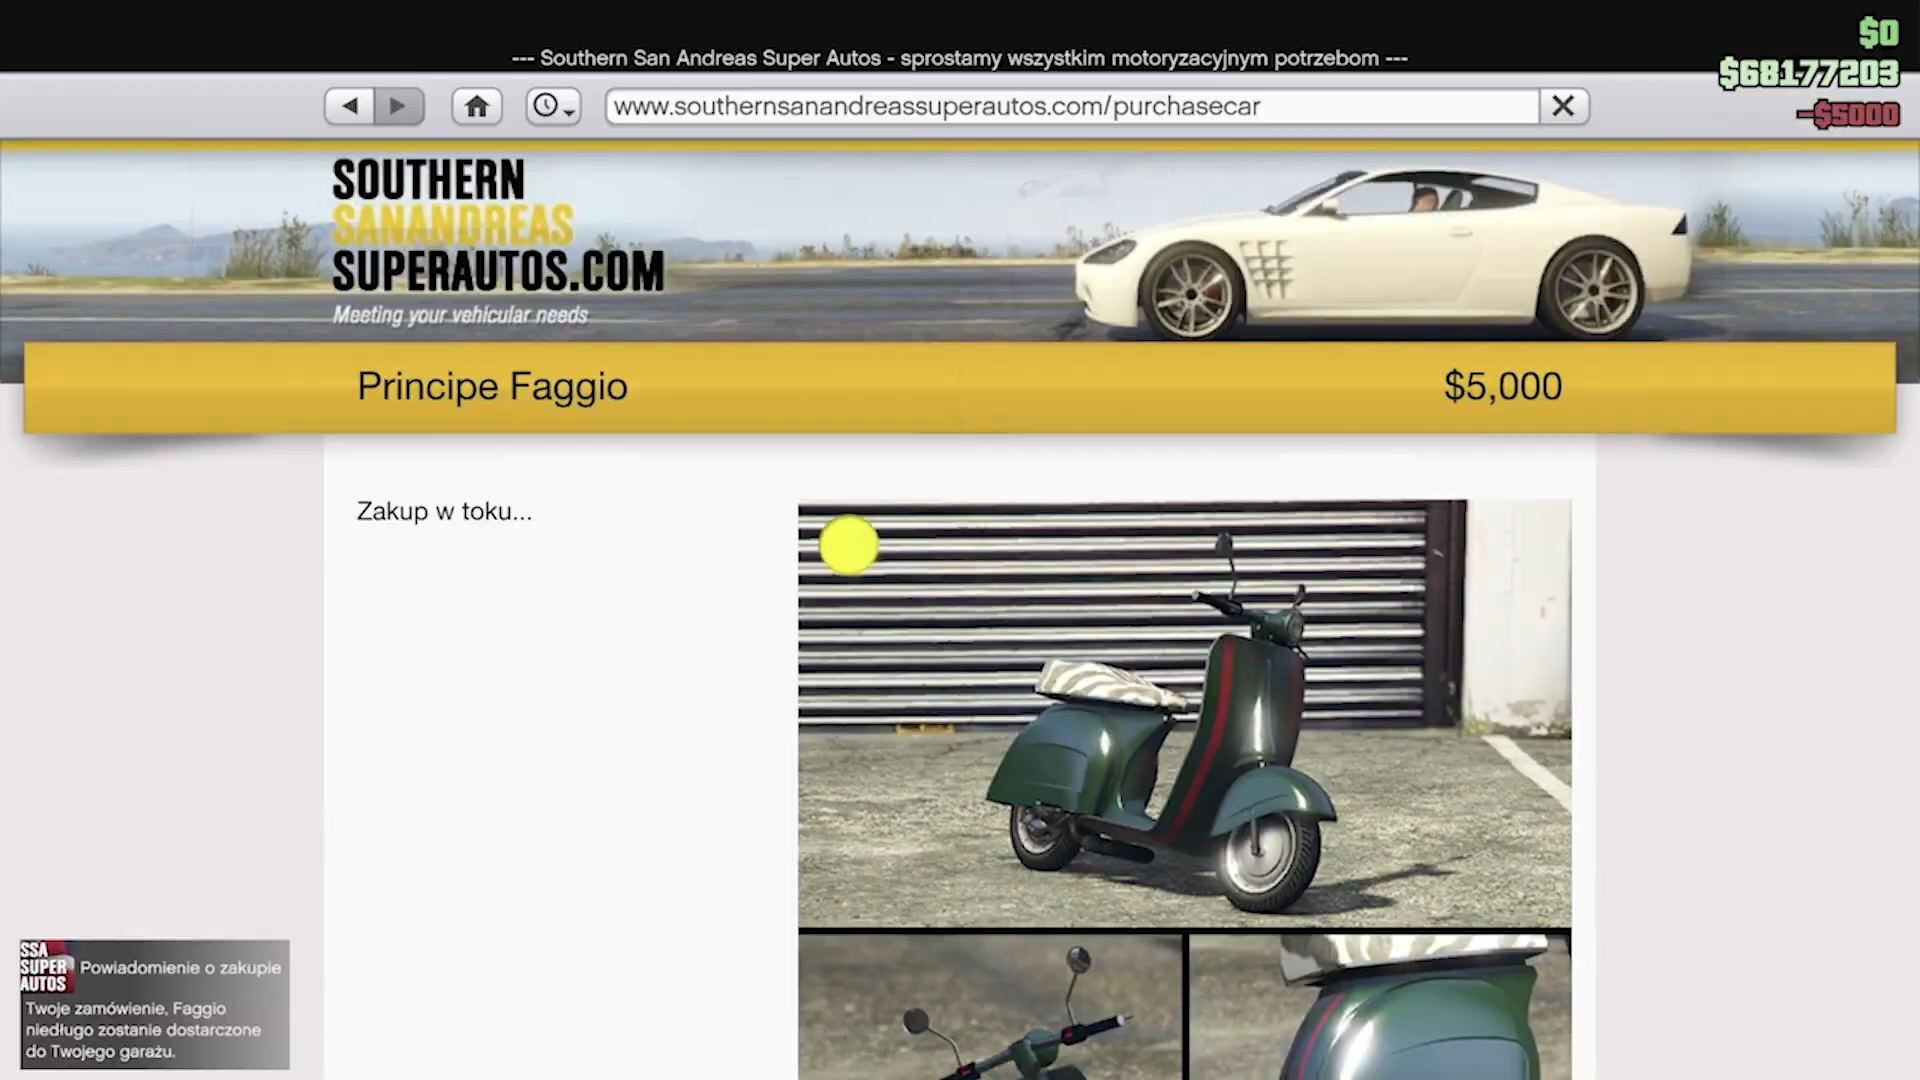 --- Southern San Andreas Super Autos - sprostamy wszystkim motoryzacyjnym potrzebom ---
$0
$68177203
-$5000
www.southernsanandreassuperautos.com/purchasecar
SOUTHERN
SANANDREAS
SUPERAUTOS.COM
Meeting your vehicular needs
Principe Faggio
$5,000
Zakup w toku...
SSA
SUPER
AUTOS
Powiadomienie o zakupie
Twoje zamówienie, Faggio
niedługo zostanie dostarczone
do Twojego garażu.